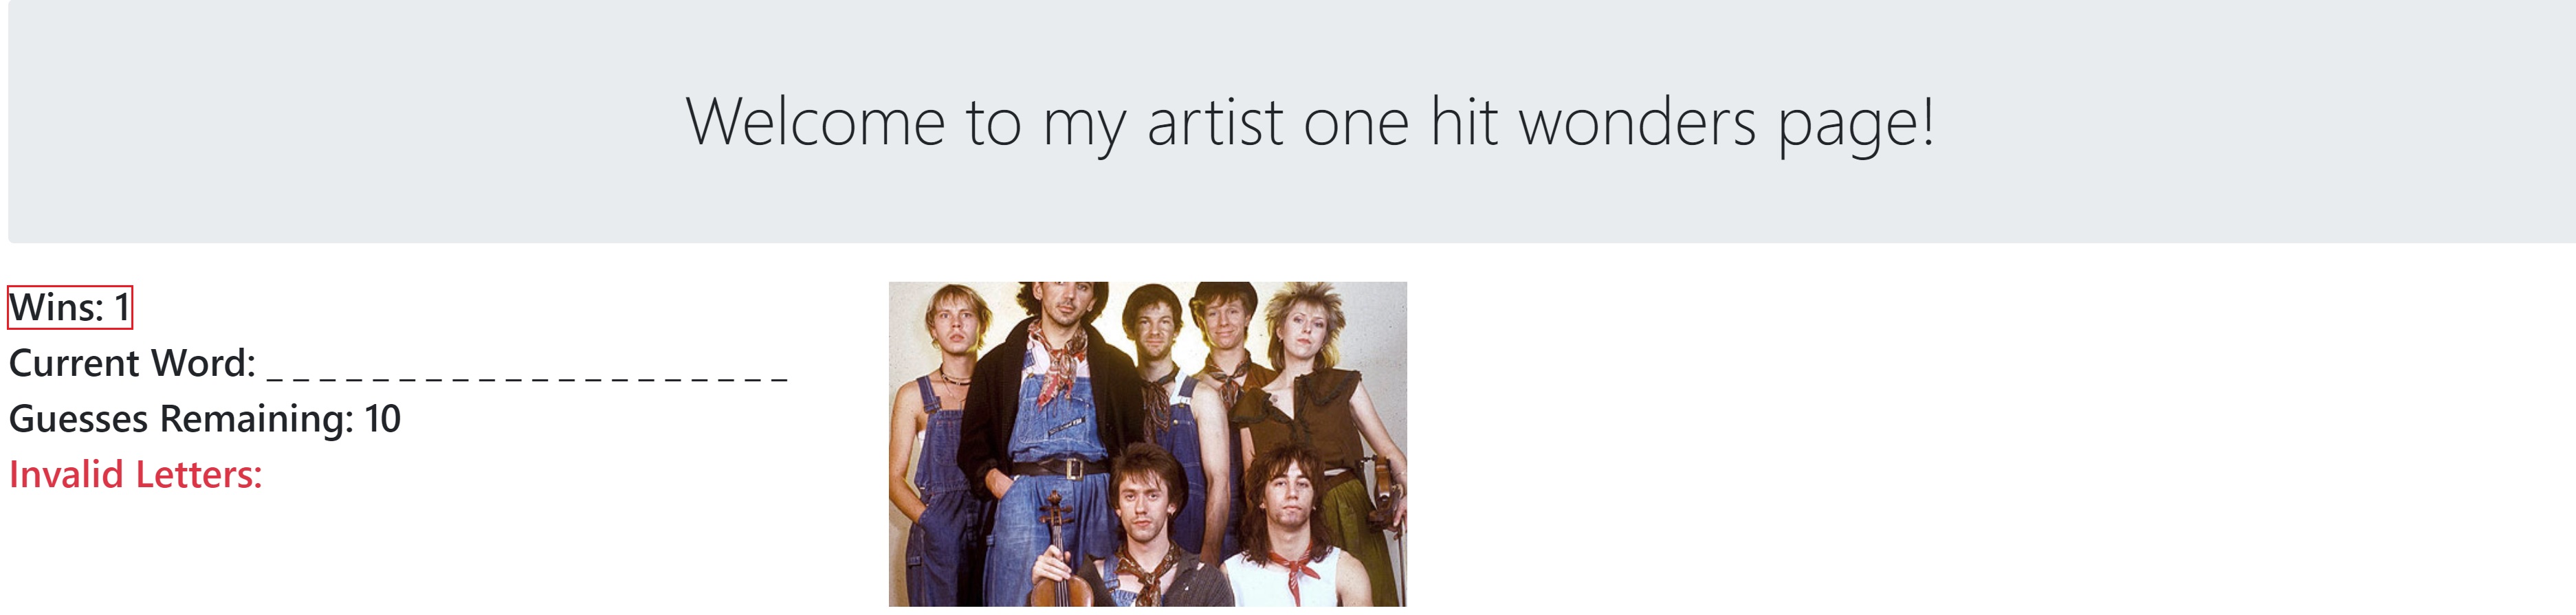 Welcome to my artist one hit wonders page!
Wins: 1
Current Word: _ _ _ _ _ _ _ _ _ _ _ _ _ _ _ _ _ _ _ _
Guesses Remaining: 10
Invalid Letters: